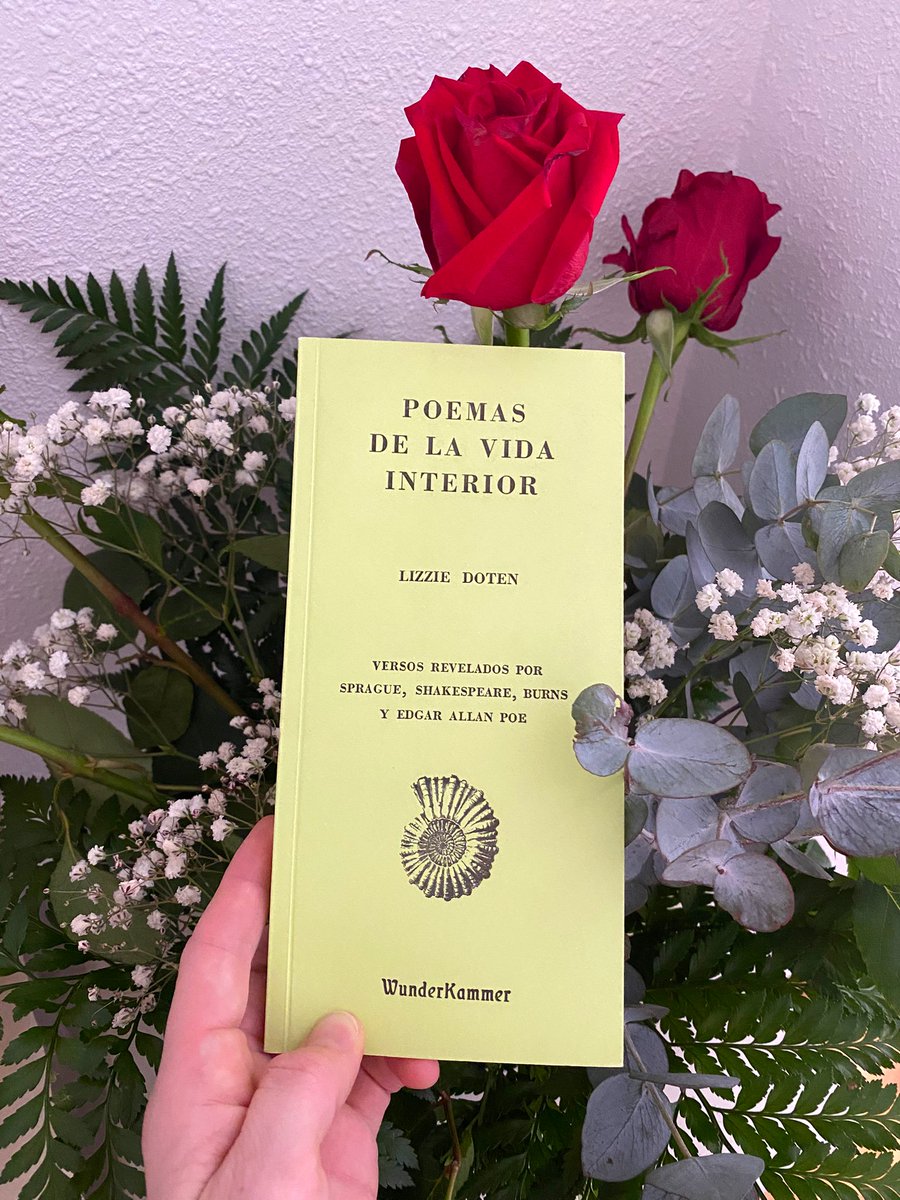 POEMAS
DE LA VIDA
INTERIOR
LIZZIE DOTEN
VERSOS REVELADOS POR
SPRAGUE, SHAKESPEARE, BURNS
Y EDGAR ALLAN POE
WunderKammer